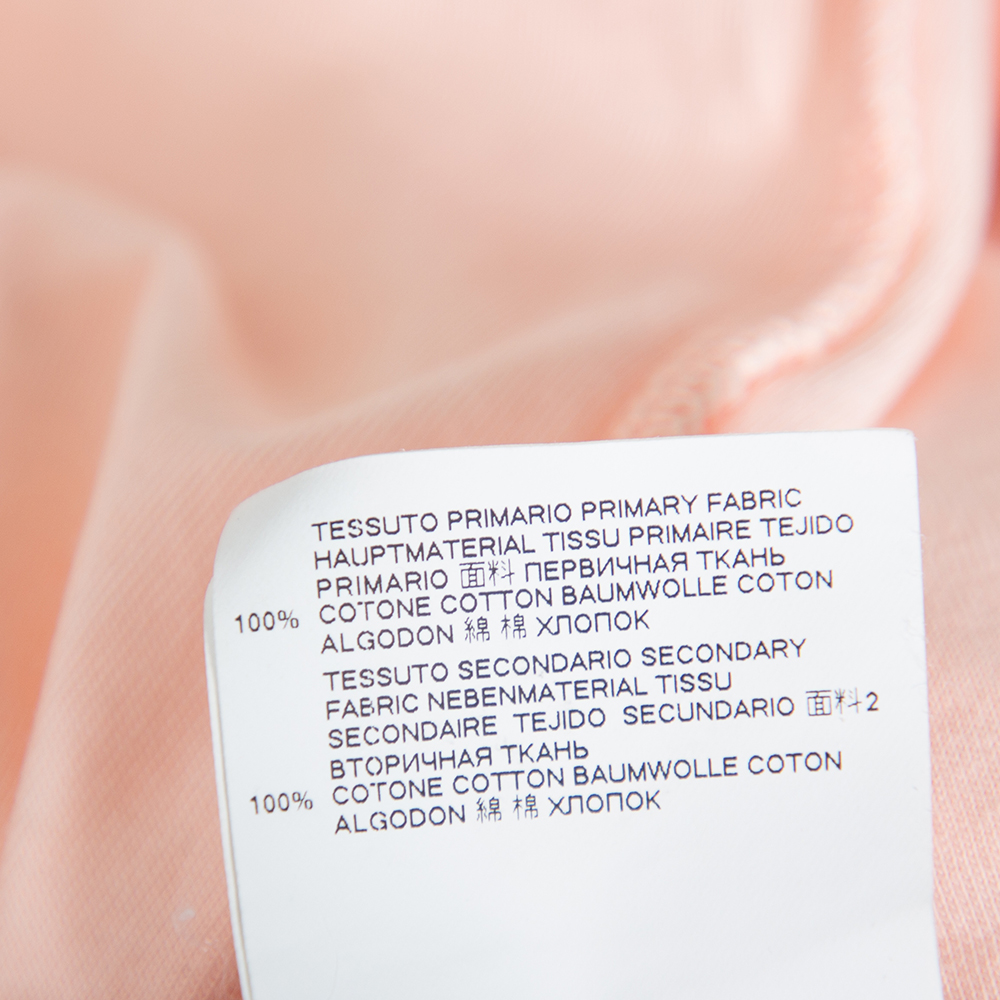 TESSUTO PRIMARIO PRIMARY FABRIC
HAUPTMATERIAL TISSU PRIMAIRE TEJIDO
PRIMARIO 面料 ПЕРВИЧНАЯ ТКАНЬ
100% COTONE COTTON BAUMWOLLE COTON
ALGODON 綿 棉 ХЛОПОК
TESSUTO SECONDARIO SECONDARY
FABRIC NEBENMATERIAL TISSU
SECONDAIRE TEJIDO SECUNDARIO 面料2
ВТОРИЧНАЯ ТКАНЬ
100% COTONE COTTON BAUMWOLLE COTON
ALGODON 綿 棉 ХЛОПОК